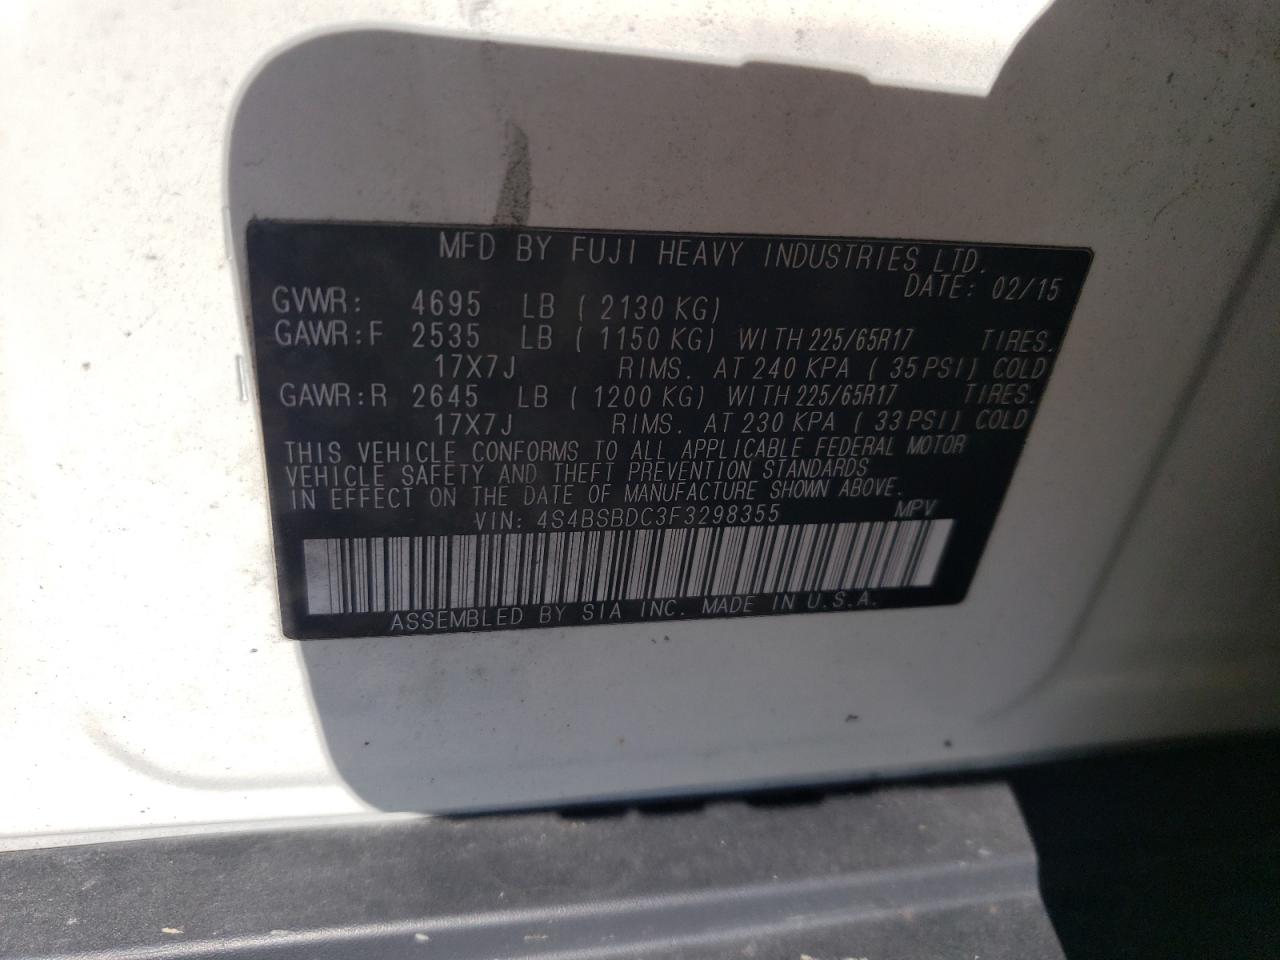 MFD BY FUJI HEAVY INDUSTRIES LTD.
DATE: 02/15
GVWR: 4695 LB ( 2130 KG)
GAWR:F 2535 LB ( 1150 KG) WITH 225/65R17 TIRES.
17X7J RIMS. AT 240 KPA ( 35 PSI) COLD
GAWR:R 2645 LB ( 1200 KG) WITH 225/65R17 TIRES.
17X7J RIMS. AT 230 KPA ( 33 PSI) COLD
THIS VEHICLE CONFORMS TO ALL APPLICABLE FEDERAL MOTOR
VEHICLE SAFETY AND THEFT PREVENTION STANDARDS
IN EFFECT ON THE DATE OF MANUFACTURE SHOWN ABOVE.
VIN: 4S4BSBDC3F3298355 MPV
ASSEMBLED BY SIA INC. MADE IN U.S.A.